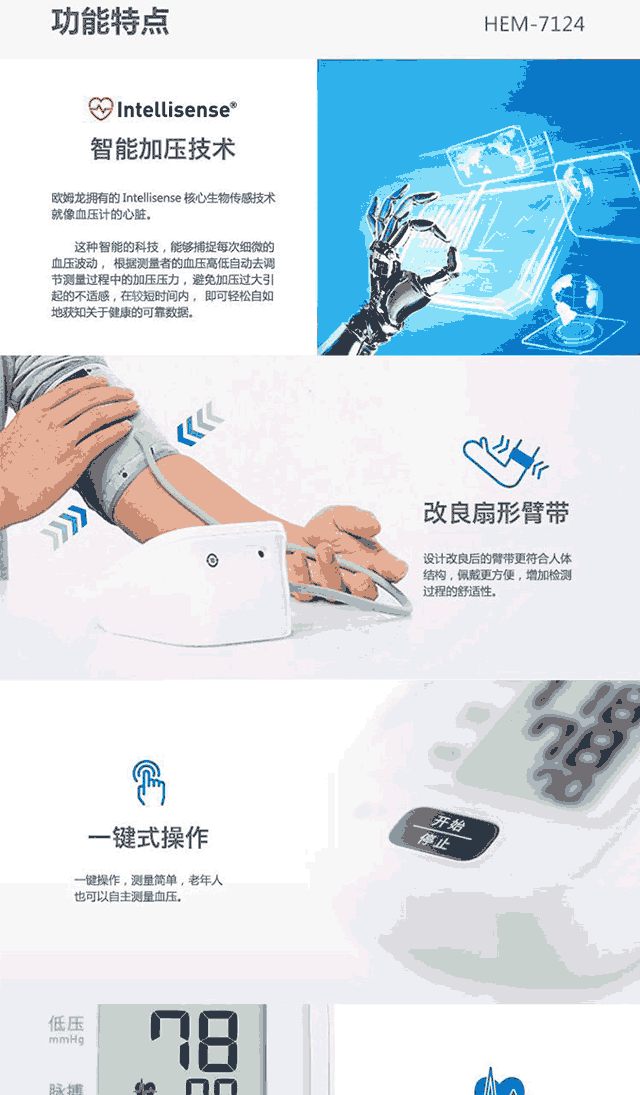 功能特点
HEM-7124
Intellisense®
智能加压技术
欧姆龙拥有的 Intellisense 核心生物传感技术
就像血压计的心脏。
这种智能的科技，能够捕捉每次细微的
血压波动， 根据测量者的血压高低自动去调
节测量过程中的加压压力，避免加压过大引
起的不适感，在较短时间内， 即可轻松自如
地获知关于健康的可靠数据。
改良扇形臂带
设计改良后的臂带更符合人体
结构，佩戴更方便，增加检测
过程的舒适性。
开始
停止
一键式操作
一键操作，测量简单，老年人
也可以自主测量血压。
低压
mmHg
78
脉搏